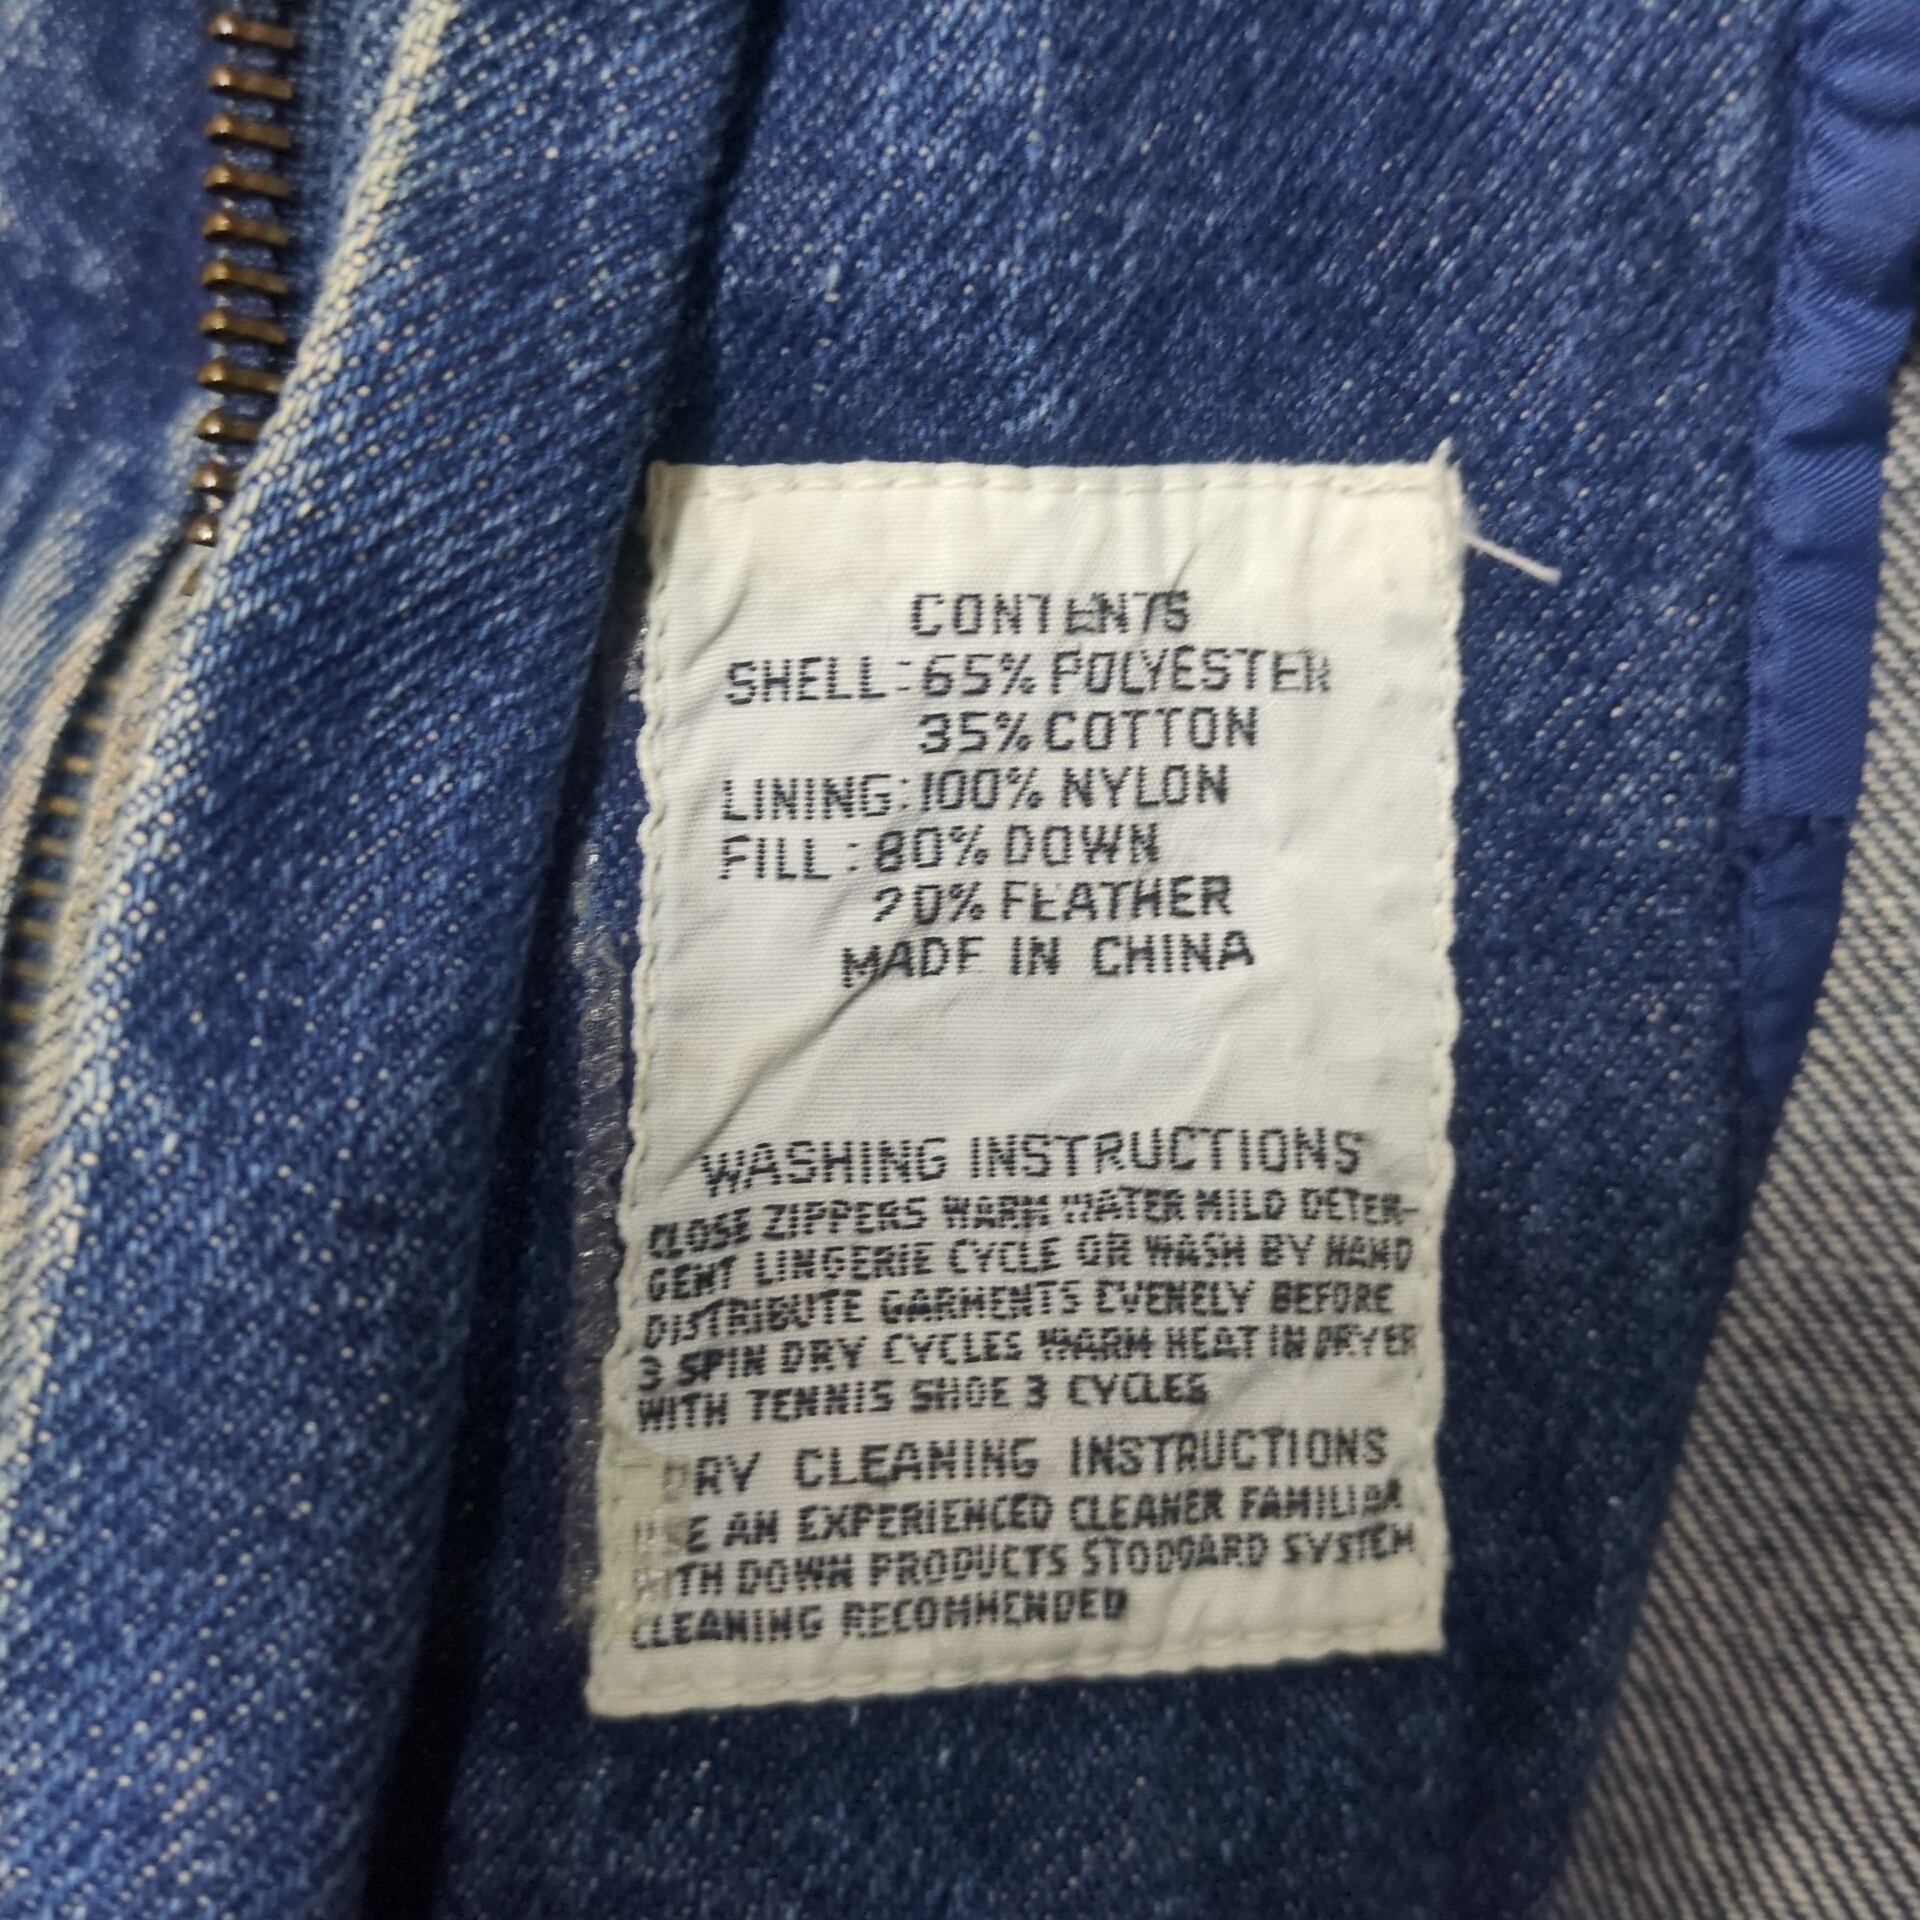 CONTENTS
SHELL: 65% POLYESTER
35% COTTON
LINING: 100% NYLON
FILL: 80% DOWN
20% FEATHER
MADE IN CHINA
WASHING INSTRUCTIONS
CLOSE ZIPPERS WARM WATER MILD DETER-
GENT LINGERIE CYCLE OR WASH BY HAND
DISTRIBUTE GARMENTS EVENELY BEFORE
3 SPIN DRY CYCLES WARM HEAT IN DRYER
WITH TENNIS SHOE 3 CYCLES
DRY CLEANING INSTRUCTIONS
USE AN EXPERIENCED CLEANER FAMILIAR
WITH DOWN PRODUCTS STODDARD SYSTEM
CLEANING RECOMMENDED